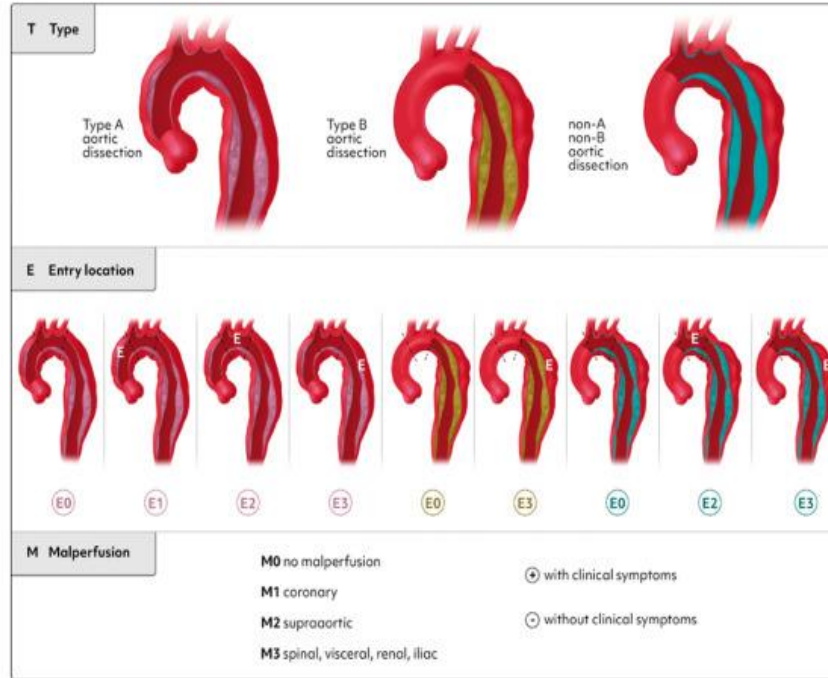 T Type
Type A
aortic
dissection
Type B
aortic
dissection
non-A
non-B
aortic
dissection
E Entry location
E
E
E
E
E
E
E0
E1
E2
E3
E0
E3
E0
E2
E3
M Malperfusion
M0 no malperfusion
M1 coronary
M2 supraaortic
M3 spinal, visceral, renal, iliac
+ with clinical symptoms
- without clinical symptoms